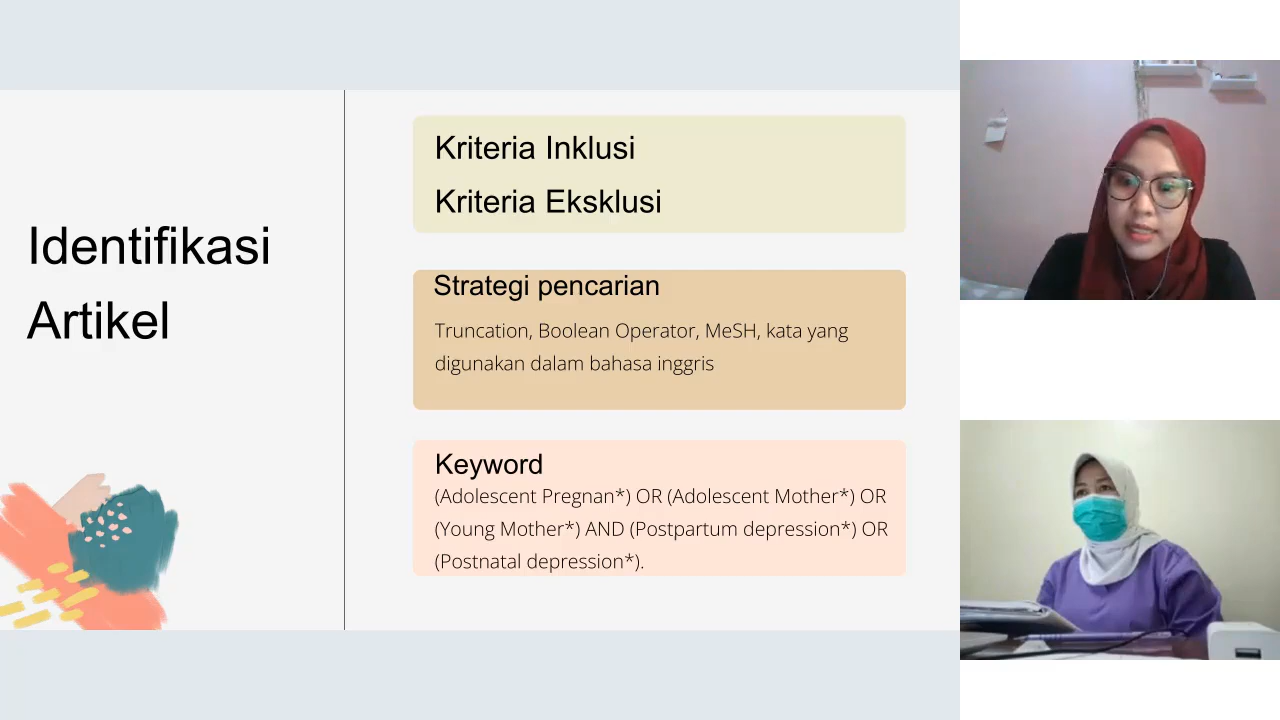 Identifikasi
Artikel
Kriteria Inklusi
Kriteria Eksklusi
Strategi pencarian
Truncation, Boolean Operator, MeSH, kata yang
digunakan dalam bahasa inggris
Keyword
(Adolescent Pregnan*) OR (Adolescent Mother*) OR
(Young Mother*) AND (Postpartum depression*) OR
(Postnatal depression*).